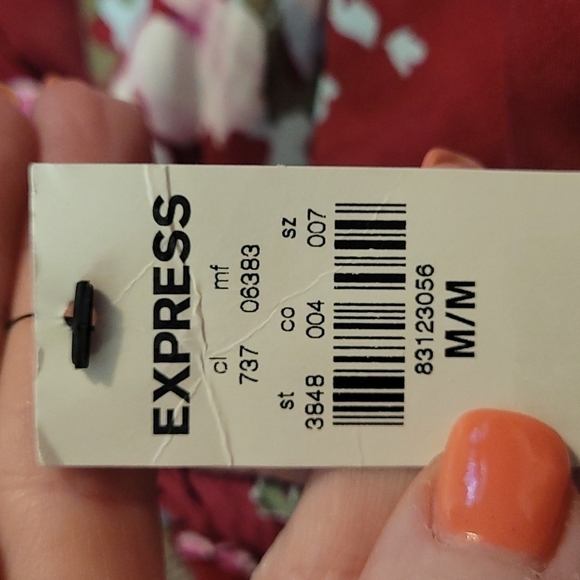 EXPRESS
cl mf
737 06383
st co sz
3848 004 007
83123056
M/M